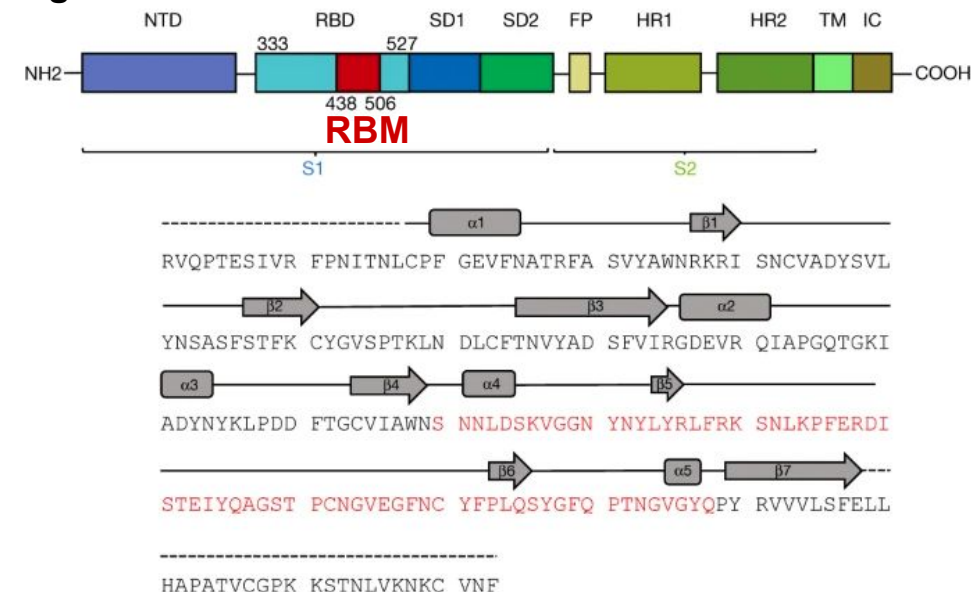 NTD RBD SD1 SD2 FP HR1 HR2 TM IC
333 527
NH2 COOH
438 506
RBM
S1 S2
α1 β1
RVQPTESIVR FPNITNLCPF GEVFNATRFA SVYAWNRKRI SNCVADYSVL
β2 β3 α2
YNSASFSTFK CYGVSPTKLN DLCFTNVYAD SFVIRGDEVR QIAPGQTGKI
α3 β4 α4 β5
ADYNYKLPDD FTGCVIAWNS NNLDSKVGGN YNYLYRLFRK SNLKPFERDI
β6 α5 β7
STEIYQAGST PCNGVEGFNC YFPLQSYGFQ PTNGVGYQPY RVVVLSFELL
HAPATVCGPK KSTNLVKNKC VNF